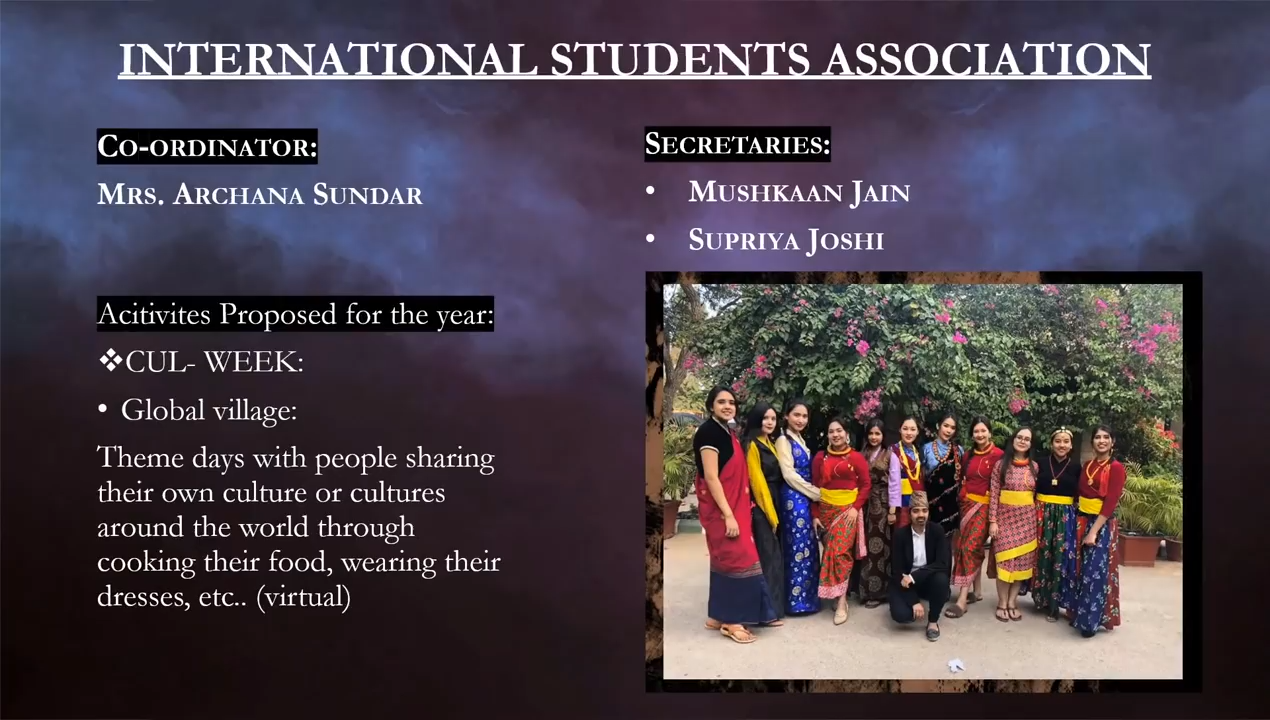 INTERNATIONAL STUDENTS ASSOCIATION
CO-ORDINATOR:
MRS. ARCHANA SUNDAR
Acitivites Proposed for the year:
❖CUL- WEEK:
• Global village:
Theme days with people sharing
their own culture or cultures
around the world through
cooking their food, wearing their
dresses, etc.. (virtual)
SECRETARIES:
• MUSHKAAN JAIN
• SUPRIYA JOSHI